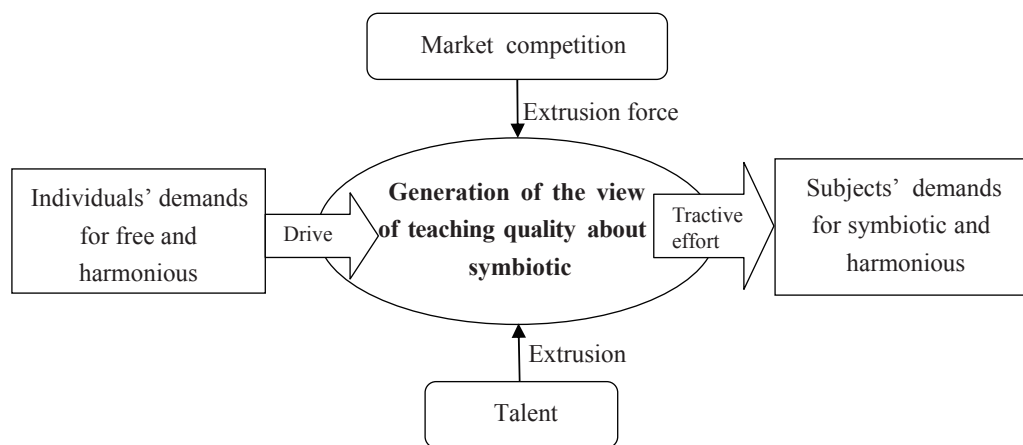 Market competition
Extrusion force
Individuals’ demands
for free and
harmonious
Drive
Generation of the view
of teaching quality about
symbiotic
Tractive
effort
Subjects’ demands
for symbiotic and
harmonious
Extrusion
Talent